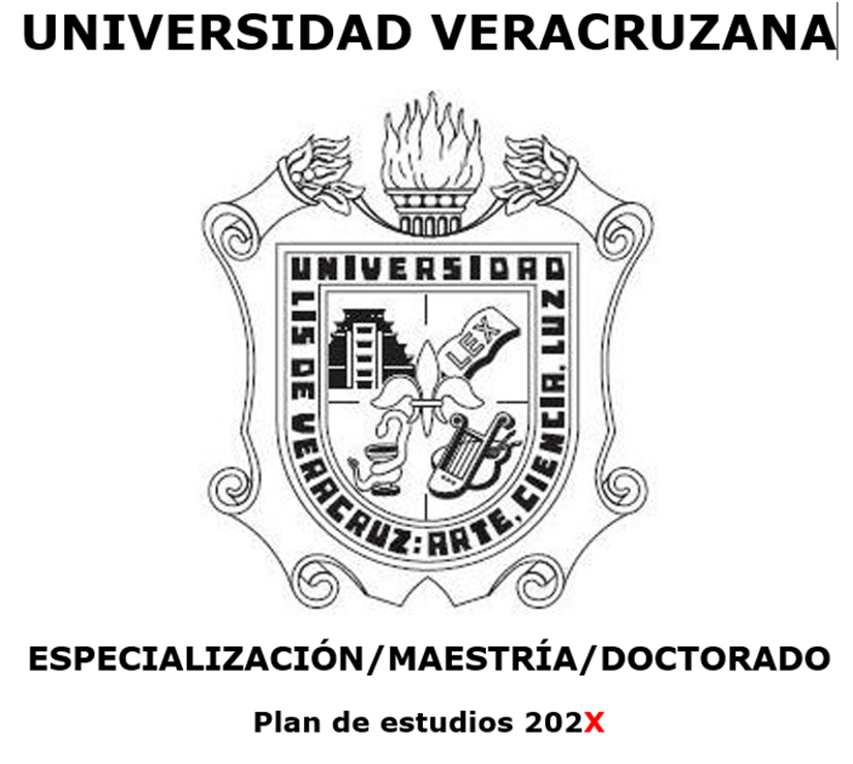 UNIVERSIDAD VERACRUZANA
UNIVERSIDAD
LIS DE VERACRUZ: ARTE, CIENCIA, LUZ
LEX
ESPECIALIZACIÓN/MAESTRÍA/DOCTORADO
Plan de estudios 202X